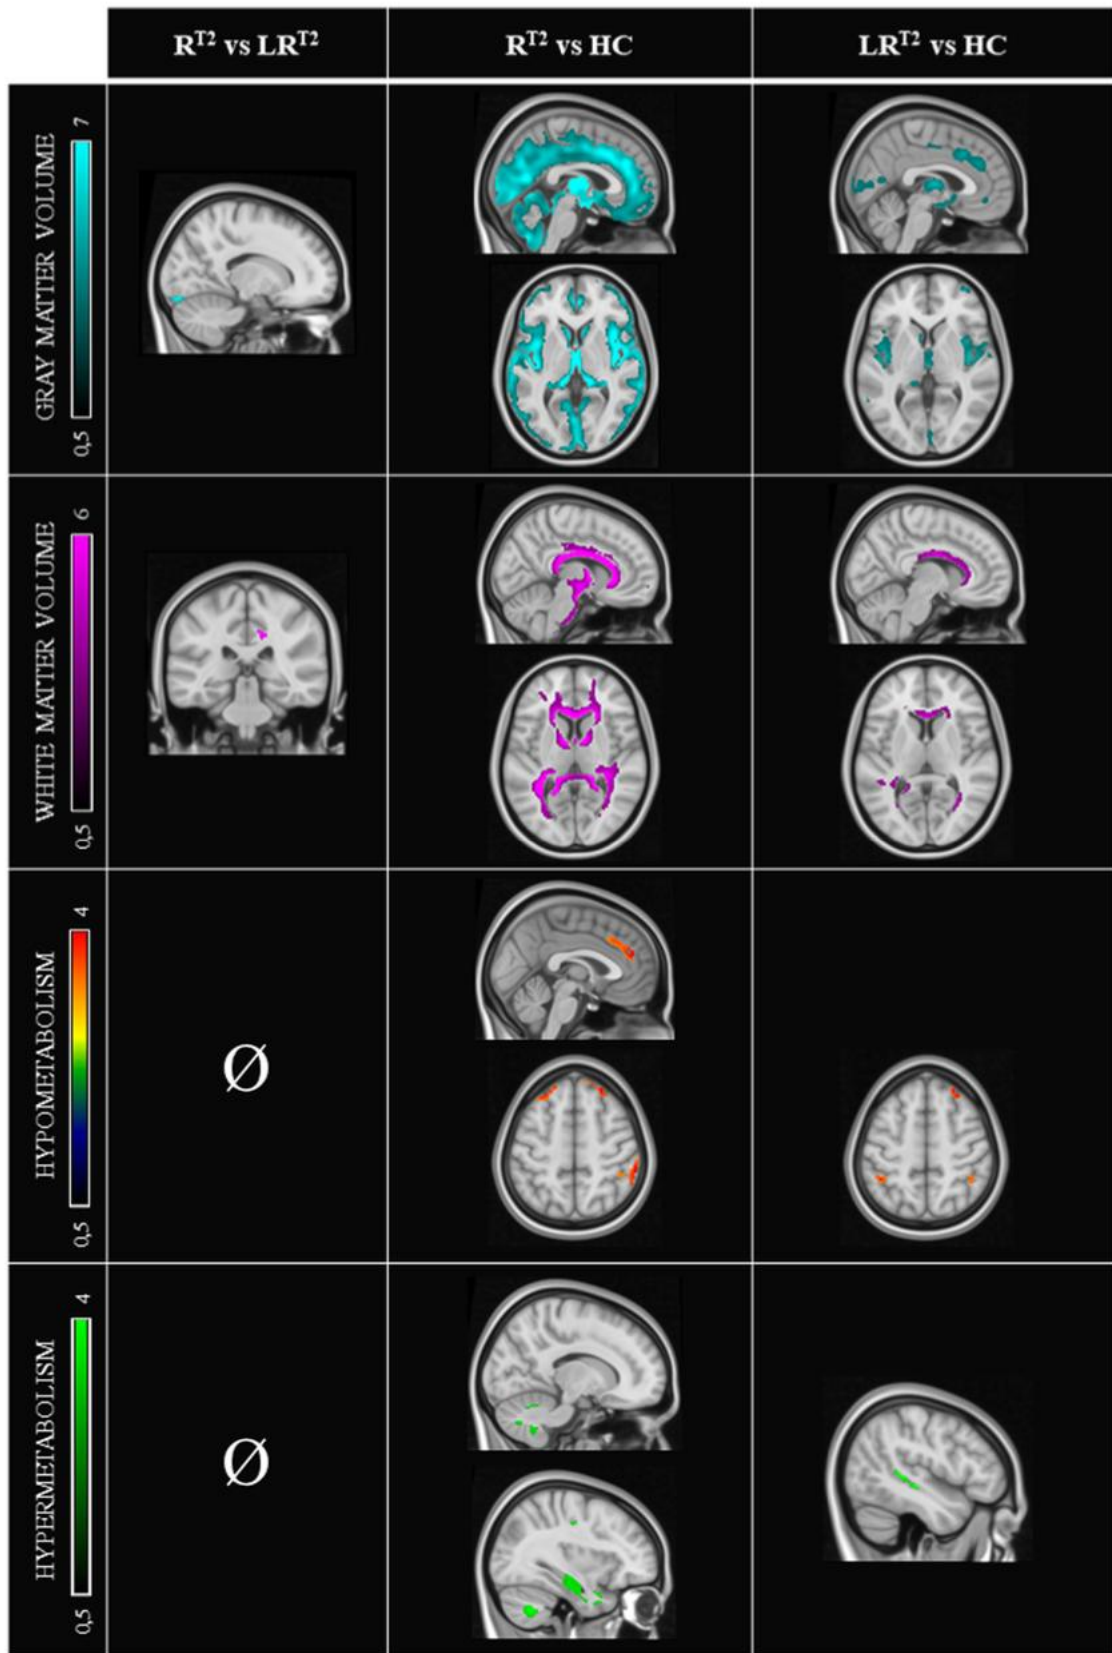 R^T2 vs LR^T2
R^T2 vs HC
LR^T2 vs HC
GRAY MATTER VOLUME
0,5
7
WHITE MATTER VOLUME
0,5
6
HYPOMETABOLISM
0,5
4
Ø
HYPERMETABOLISM
0,5
4
Ø